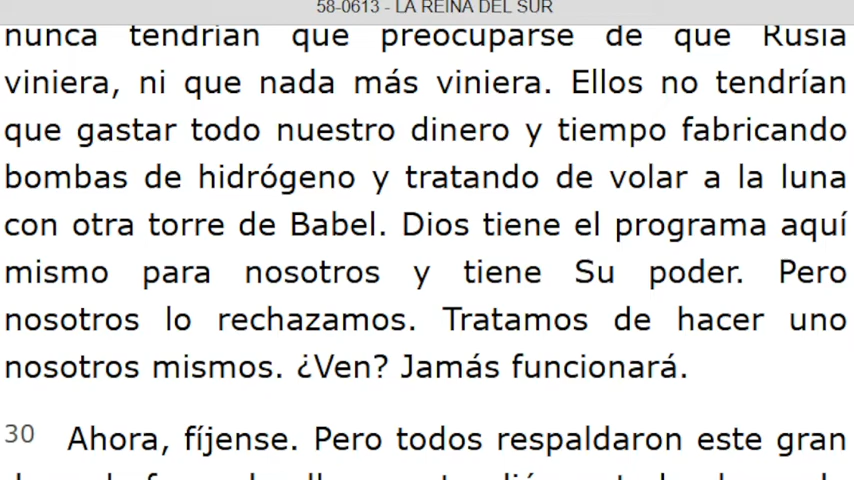 58-0613 - LA REINA DEL SUR
nunca tendrían que preocuparse de que Rusia
viniera, ni que nada más viniera. Ellos no tendrían
que gastar todo nuestro dinero y tiempo fabricando
bombas de hidrógeno y tratando de volar a la luna
con otra torre de Babel. Dios tiene el programa aquí
mismo para nosotros y tiene Su poder. Pero
nosotros lo rechazamos. Tratamos de hacer uno
nosotros mismos. ¿Ven? Jamás funcionará.
30 Ahora, fíjense. Pero todos respaldaron este gran